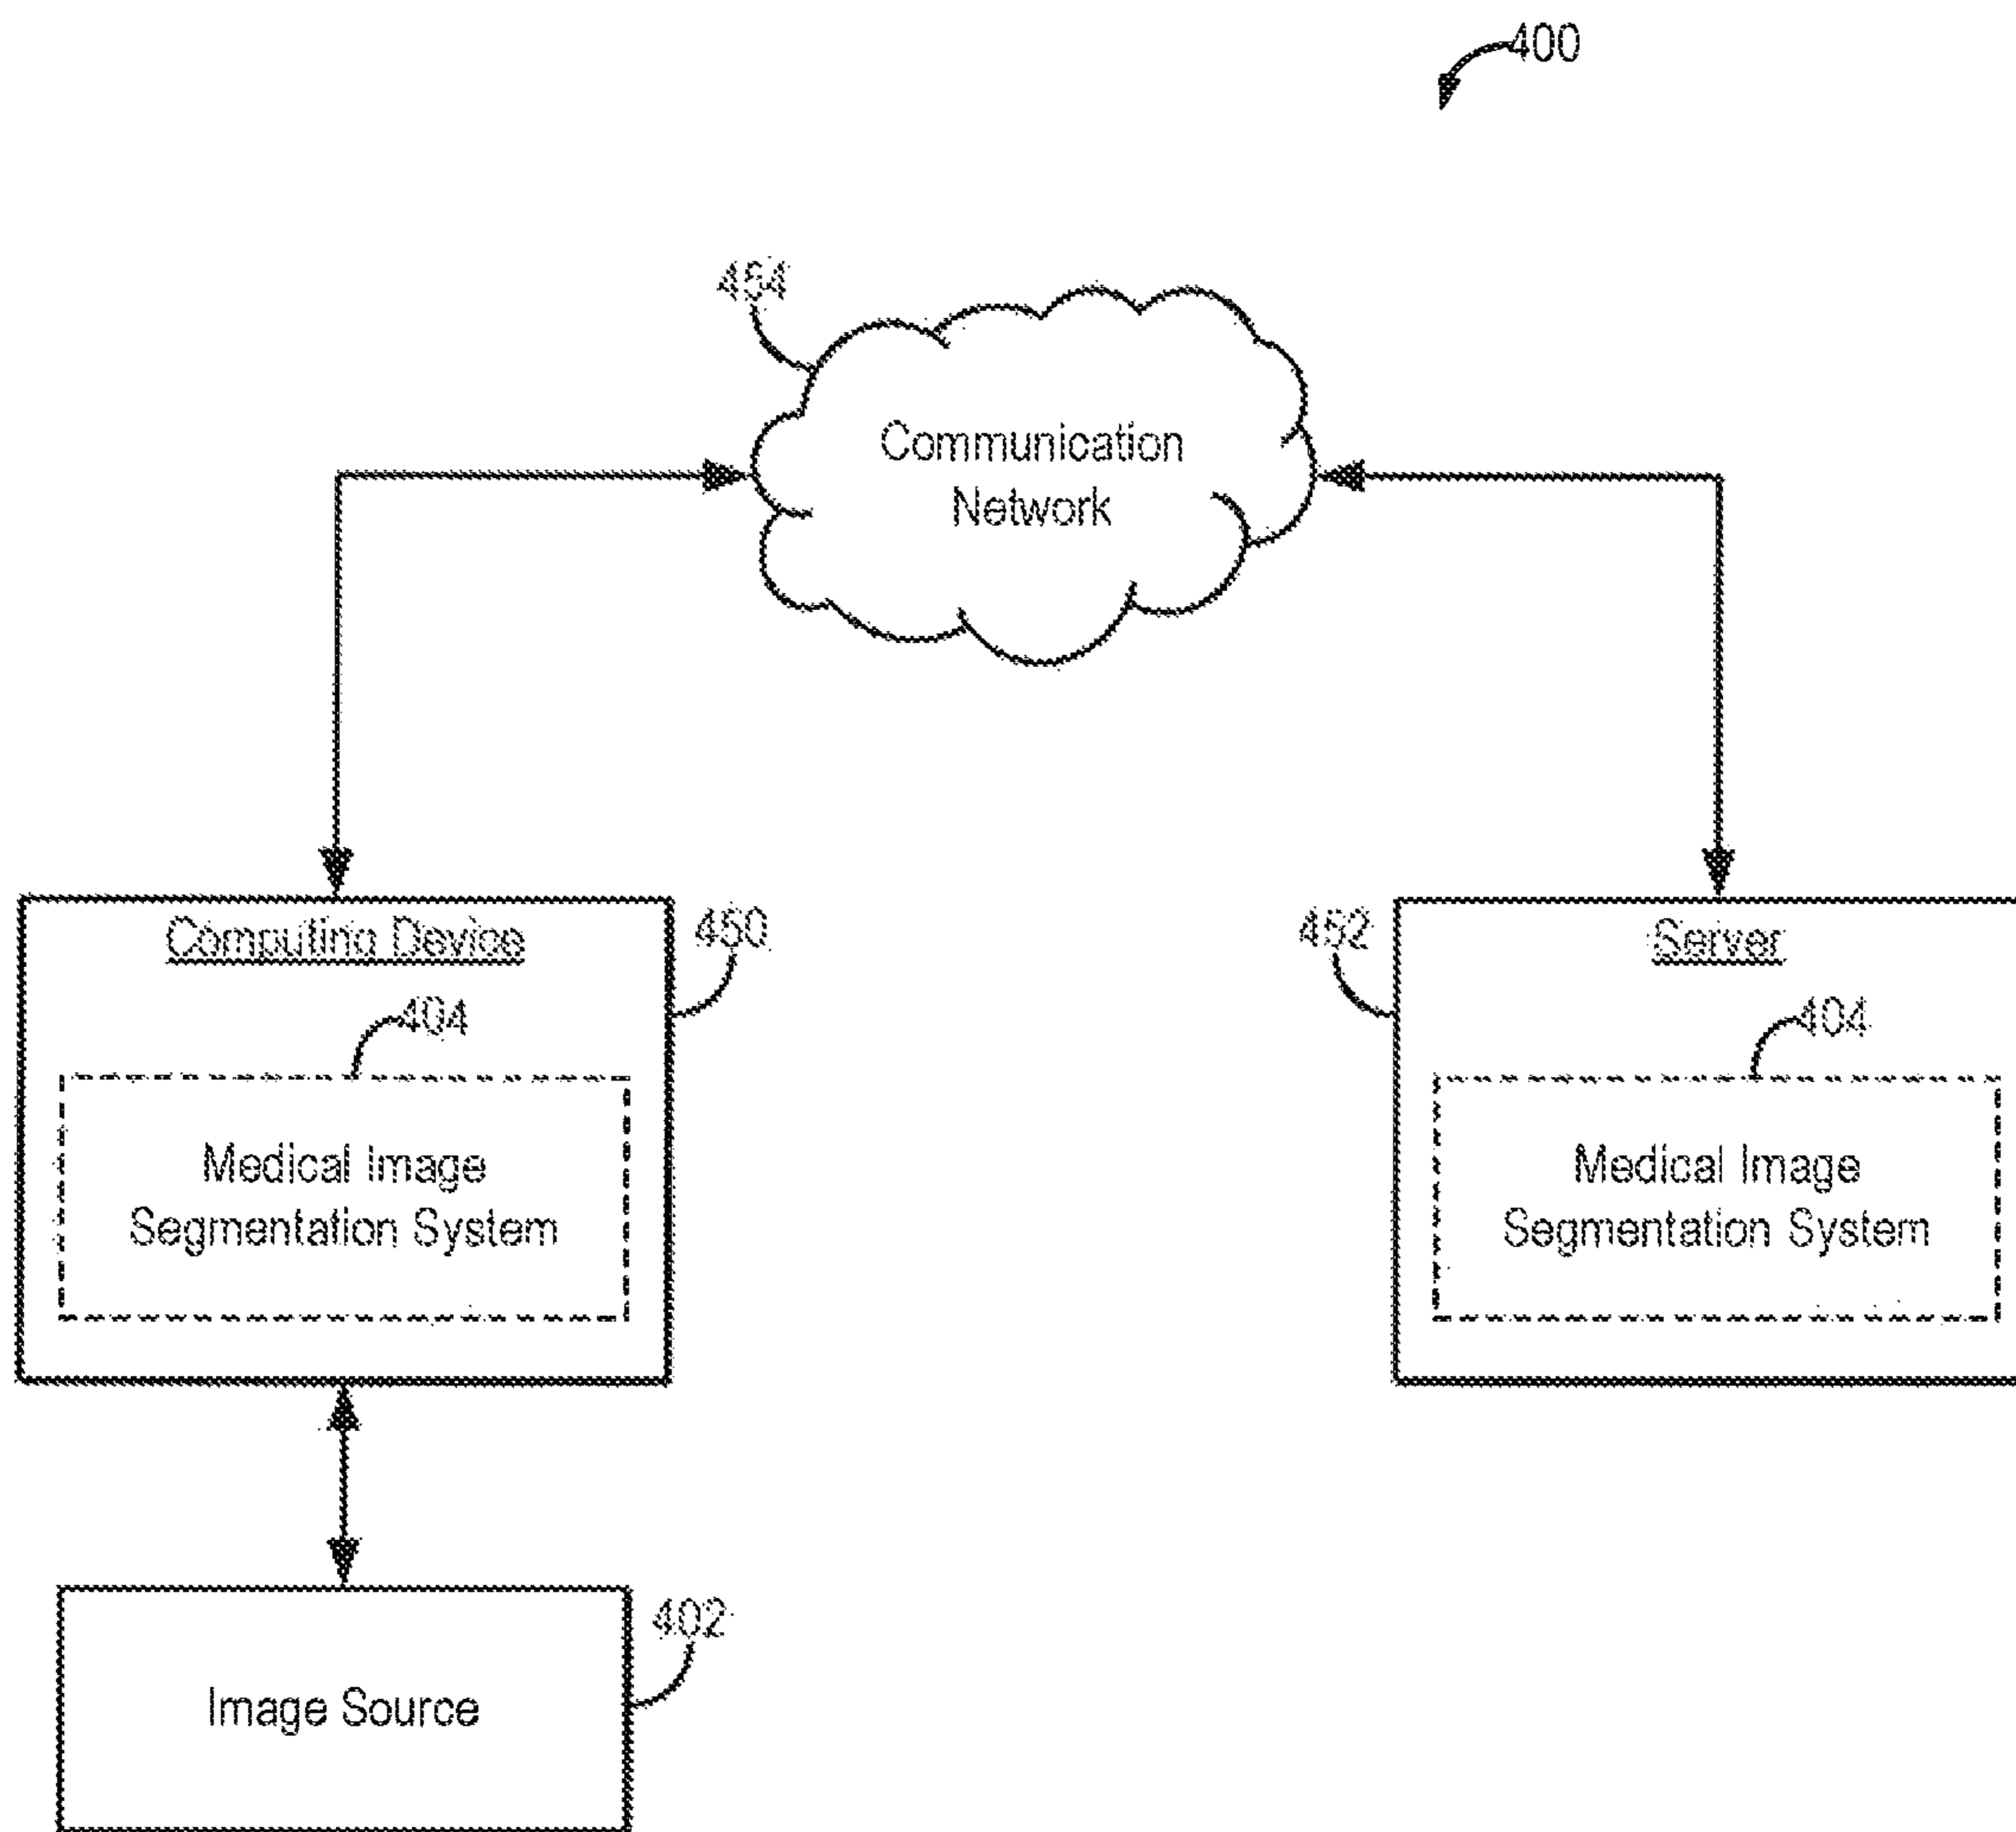 400
454
Communication
Network
Computing Device
450
452
Server
404
404
Medical Image
Segmentation System
Medical Image
Segmentation System
402
Image Source